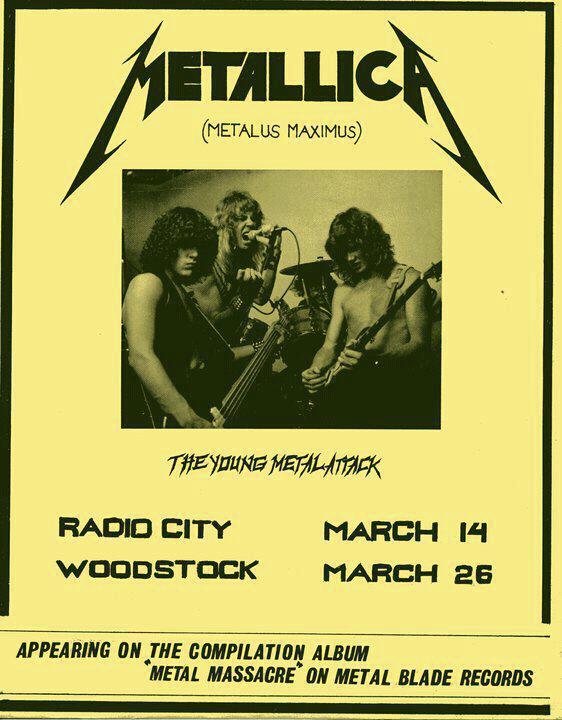 METALLICA
(METALUS MAXIMUS)
THE YOUNG METAL ATTACK
RADIO CITY MARCH 14
WOODSTOCK MARCH 26
APPEARING ON THE COMPILATION ALBUM
"METAL MASSACRE" ON METAL BLADE RECORDS